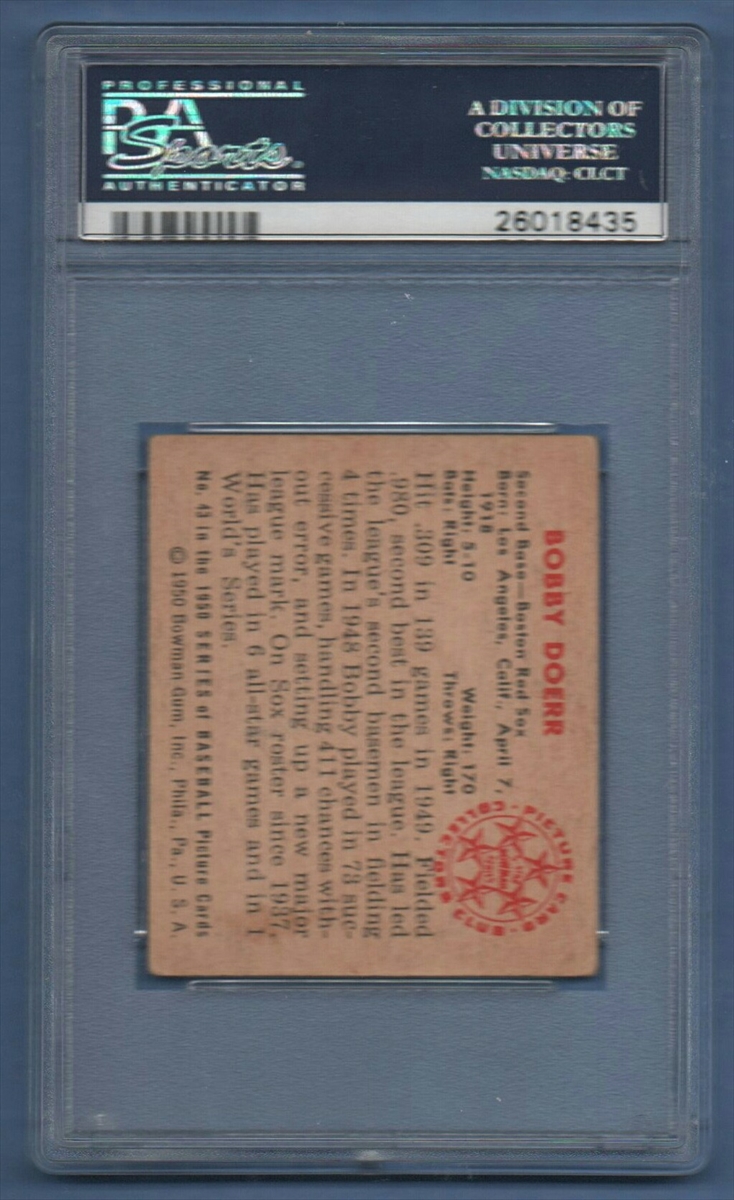 PROFESSIONAL
PSA
Sports
AUTHENTICATOR
A DIVISION OF
COLLECTORS
UNIVERSE
NASDAQ: CLCT
26018435
BOBBY DOERR
Second Base—Boston Red Sox
Born: Los Angeles, Calif., April 7,
1918
Height: 5-10 Weight: 170
Bats: Right Throws: Right
Hit .309 in 139 games in 1949. Fielded
.980, second best in the league. Has led
the league's second basemen in fielding
4 times. In 1948 Bobby played in 73 suc-
cessive games, handling 411 chances with-
out error, and setting up a new major
league mark. On Sox roster since 1937.
Has played in 6 all-star games and in 1
World's Series.
No. 43 in the 1950 SERIES of BASEBALL Picture Cards
© 1950 Bowman Gum, Inc., Phila., Pa., U. S. A.
PICTURE CARD
COLLECTORS CLUB